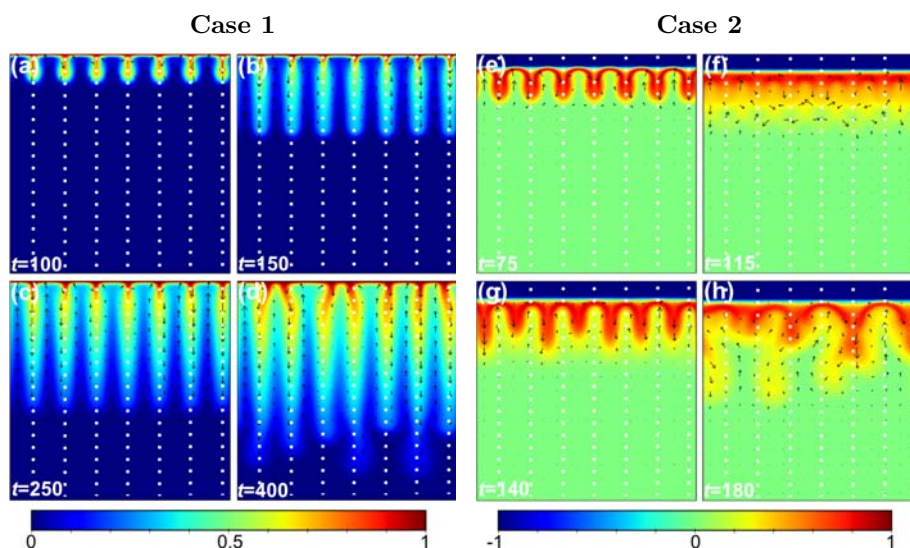 Case 1 Case 2
(a) (b) (e) (f)
t=100 t=150 t=75 t=115
(c) (d) (g) (h)
t=250 t=400 t=140 t=180
0 0.5 1 -1 0 1